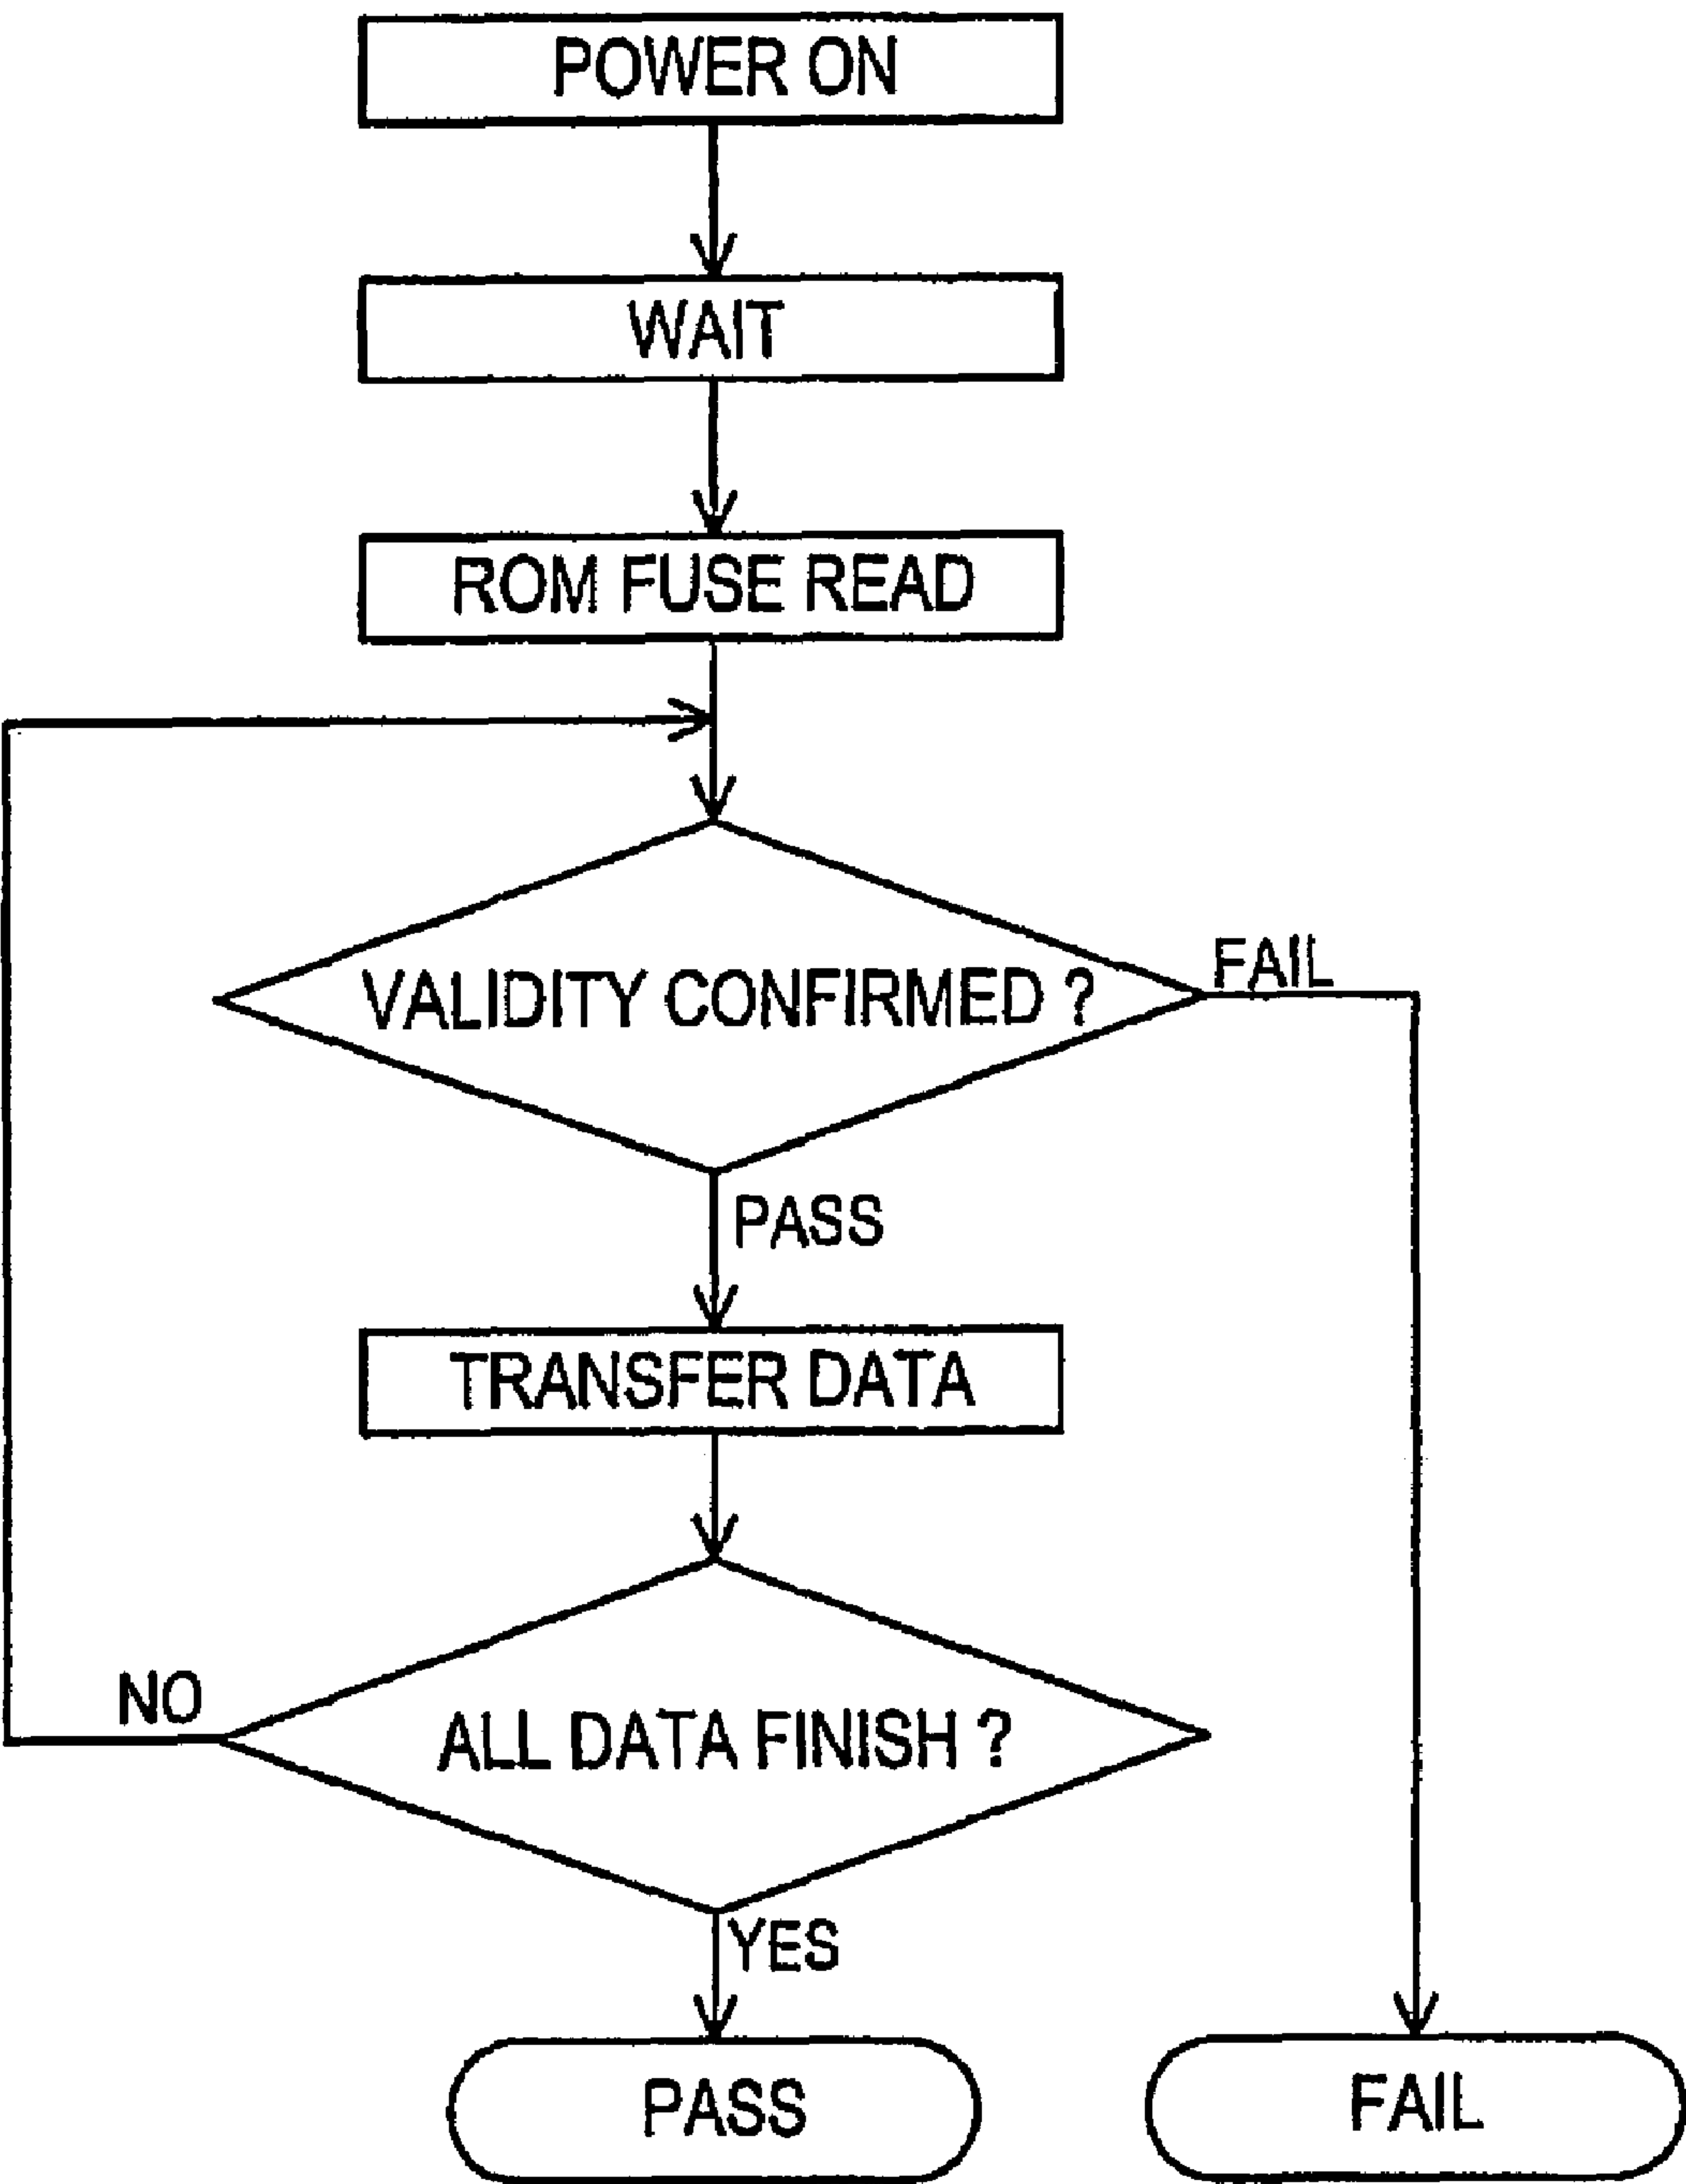 POWER ON
WAIT
ROM FUSE READ
VALIDITY CONFIRMED ?
FAIL
PASS
TRANSFER DATA
NO
ALL DATA FINISH ?
YES
PASS
FAIL